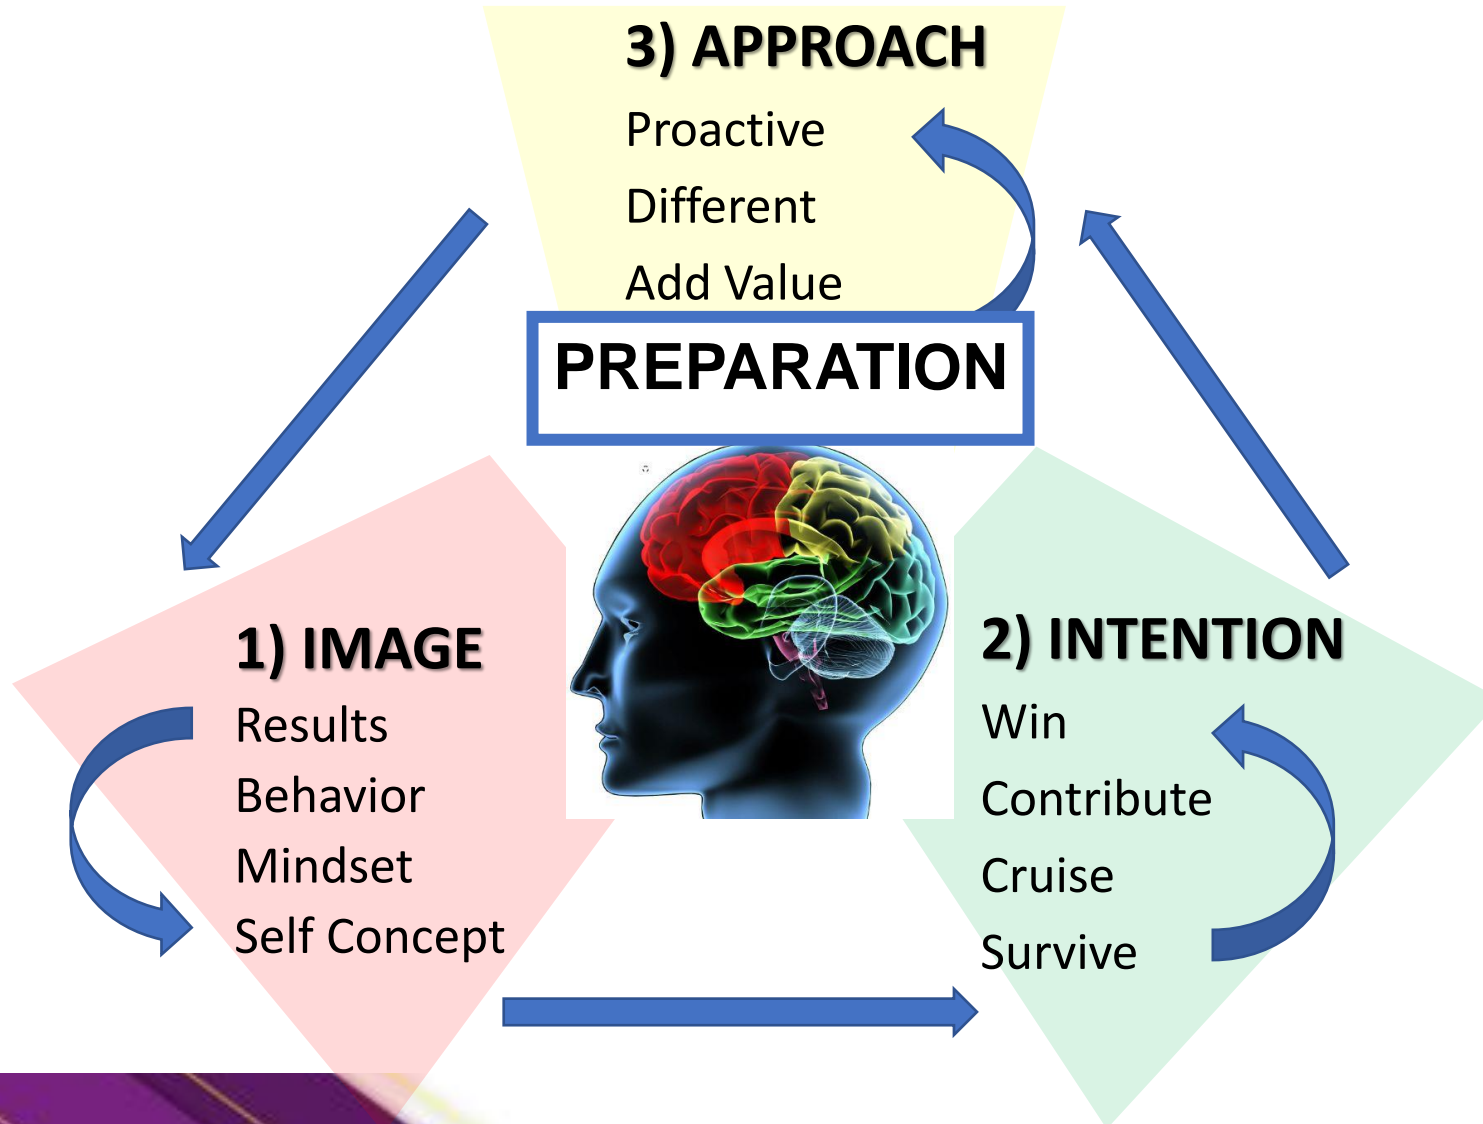 3) APPROACH
Proactive
Different
Add Value
PREPARATION
1) IMAGE
Results
Behavior
Mindset
Self Concept
2) INTENTION
Win
Contribute
Cruise
Survive